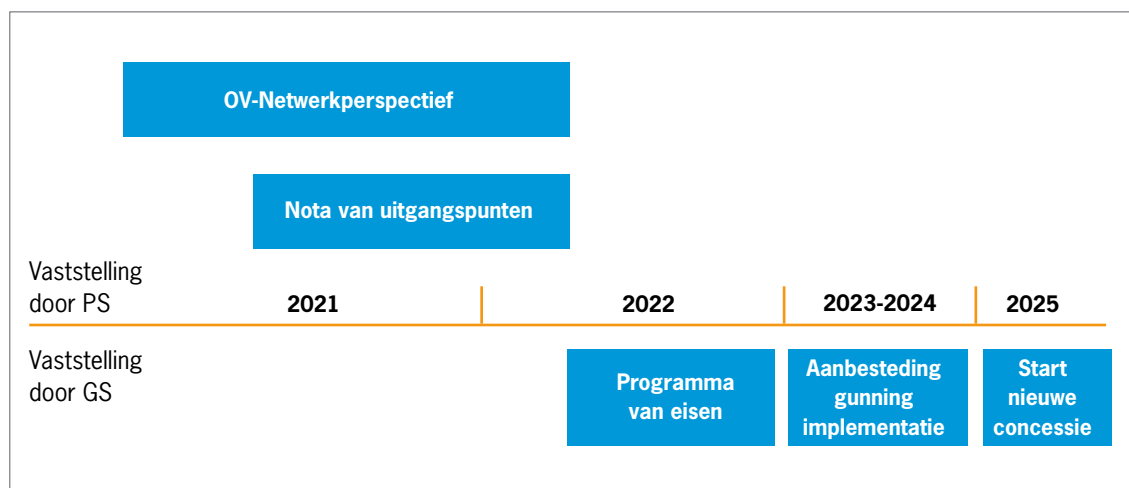 OV-Netwerkperspectief
Nota van uitgangspunten
Vaststelling
door PS
2021
2022
2023-2024
2025
Vaststelling
door GS
Programma
van eisen
Aanbesteding
gunning
implementatie
Start
nieuwe
concessie